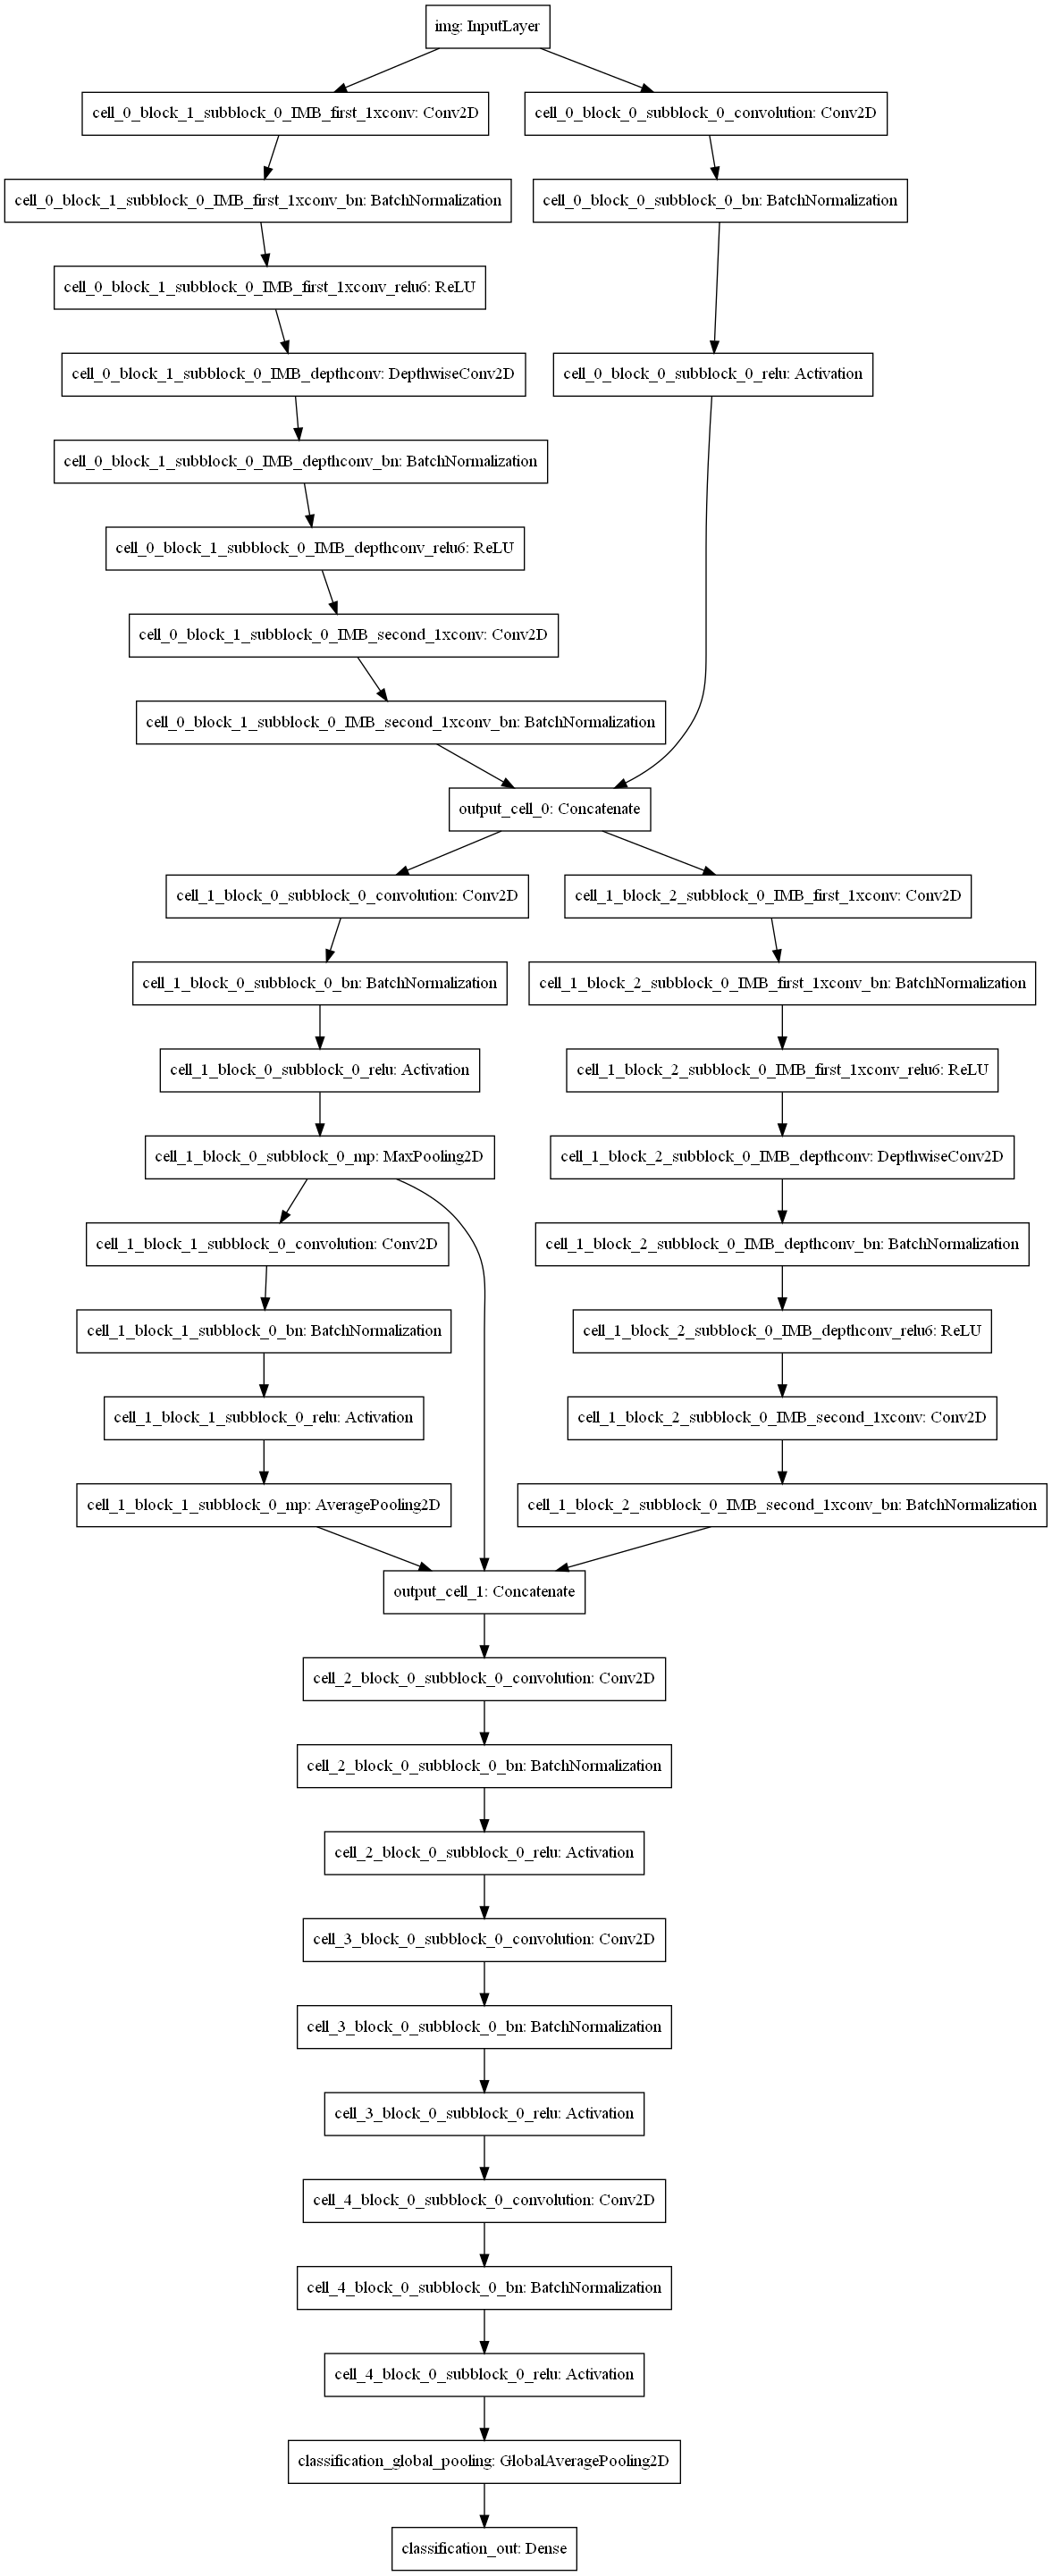 img: InputLayer
cell_0_block_1_subblock_0_IMB_first_1xconv: Conv2D
cell_0_block_0_subblock_0_convolution: Conv2D
cell_0_block_1_subblock_0_IMB_first_1xconv_bn: BatchNormalization
cell_0_block_0_subblock_0_bn: BatchNormalization
cell_0_block_1_subblock_0_IMB_first_1xconv_relu6: ReLU
cell_0_block_1_subblock_0_IMB_depthconv: DepthwiseConv2D
cell_0_block_0_subblock_0_relu: Activation
cell_0_block_1_subblock_0_IMB_depthconv_bn: BatchNormalization
cell_0_block_1_subblock_0_IMB_depthconv_relu6: ReLU
cell_0_block_1_subblock_0_IMB_second_1xconv: Conv2D
cell_0_block_1_subblock_0_IMB_second_1xconv_bn: BatchNormalization
output_cell_0: Concatenate
cell_1_block_0_subblock_0_convolution: Conv2D
cell_1_block_2_subblock_0_IMB_first_1xconv: Conv2D
cell_1_block_0_subblock_0_bn: BatchNormalization
cell_1_block_2_subblock_0_IMB_first_1xconv_bn: BatchNormalization
cell_1_block_0_subblock_0_relu: Activation
cell_1_block_2_subblock_0_IMB_first_1xconv_relu6: ReLU
cell_1_block_0_subblock_0_mp: MaxPooling2D
cell_1_block_2_subblock_0_IMB_depthconv: DepthwiseConv2D
cell_1_block_1_subblock_0_convolution: Conv2D
cell_1_block_2_subblock_0_IMB_depthconv_bn: BatchNormalization
cell_1_block_1_subblock_0_bn: BatchNormalization
cell_1_block_2_subblock_0_IMB_depthconv_relu6: ReLU
cell_1_block_1_subblock_0_relu: Activation
cell_1_block_2_subblock_0_IMB_second_1xconv: Conv2D
cell_1_block_1_subblock_0_mp: AveragePooling2D
cell_1_block_2_subblock_0_IMB_second_1xconv_bn: BatchNormalization
output_cell_1: Concatenate
cell_2_block_0_subblock_0_convolution: Conv2D
cell_2_block_0_subblock_0_bn: BatchNormalization
cell_2_block_0_subblock_0_relu: Activation
cell_3_block_0_subblock_0_convolution: Conv2D
cell_3_block_0_subblock_0_bn: BatchNormalization
cell_3_block_0_subblock_0_relu: Activation
cell_4_block_0_subblock_0_convolution: Conv2D
cell_4_block_0_subblock_0_bn: BatchNormalization
cell_4_block_0_subblock_0_relu: Activation
classification_global_pooling: GlobalAveragePooling2D
classification_out: Dense